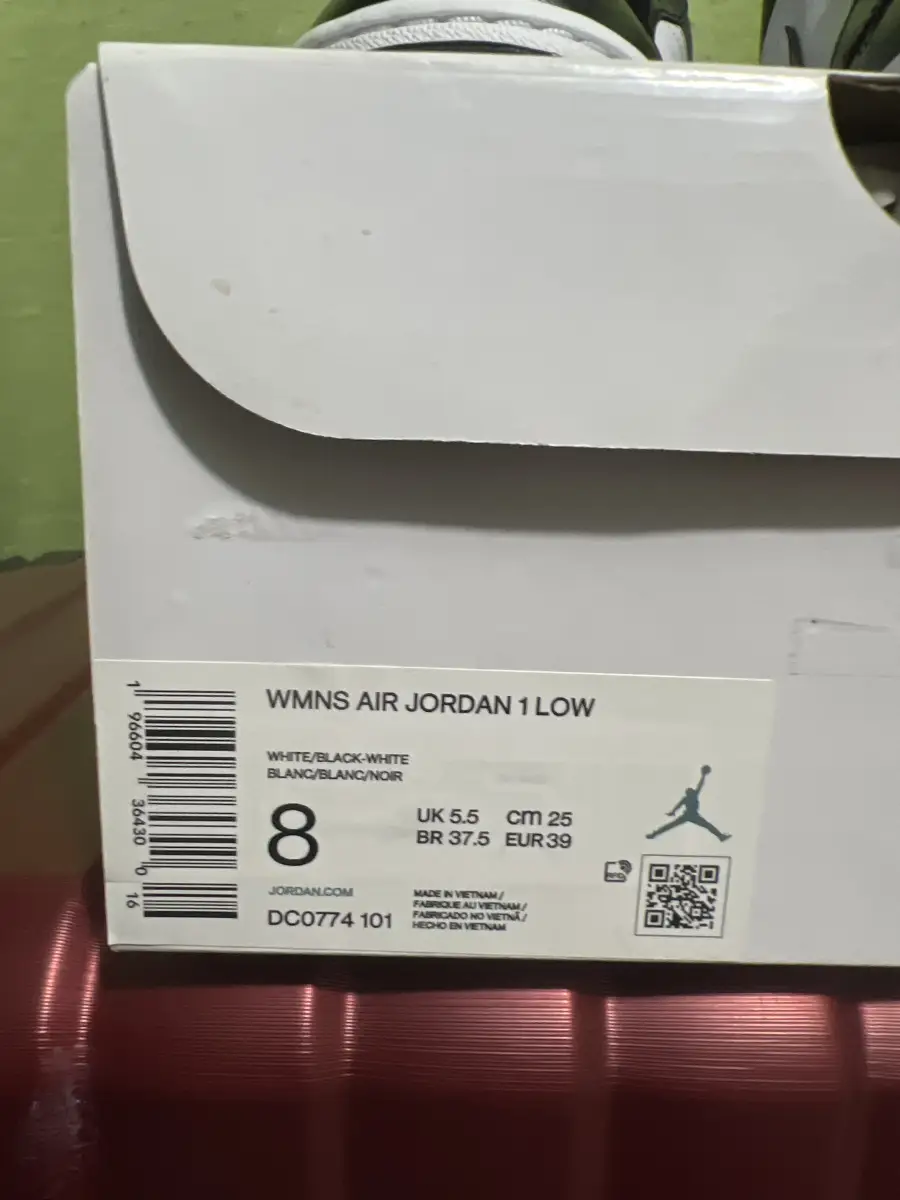 WMNS AIR JORDAN 1 LOW
WHITE/BLACK-WHITE
BLANC/BLANC/NOIR
8
UK 5.5 cm 25
BR 37.5 EUR 39
JORDAN.COM
DC0774 101
MADE IN VIETNAM /
FABRIQUE AU VIETNAM /
FABRICADO NO VIETNÃ /
HECHO EN VIETNAM
RFID
1 96604 36430 0
16